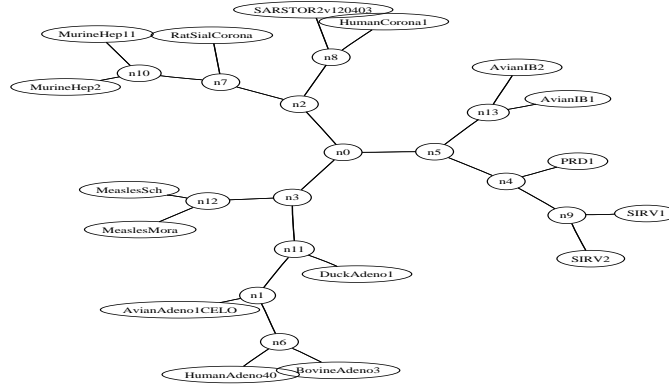 SARSTOR2v120403
HumanCorona1
MurineHep11
RatSialCorona
n8
AvianIB2
n10
n7
MurineHep2
n2
AvianIB1
n13
n0
n5
PRD1
n4
MeaslesSch
n3
n12
n9
SIRV1
MeaslesMora
n11
SIRV2
DuckAdeno1
n1
AvianAdeno1CELO
n6
HumanAdeno40
BovineAdeno3